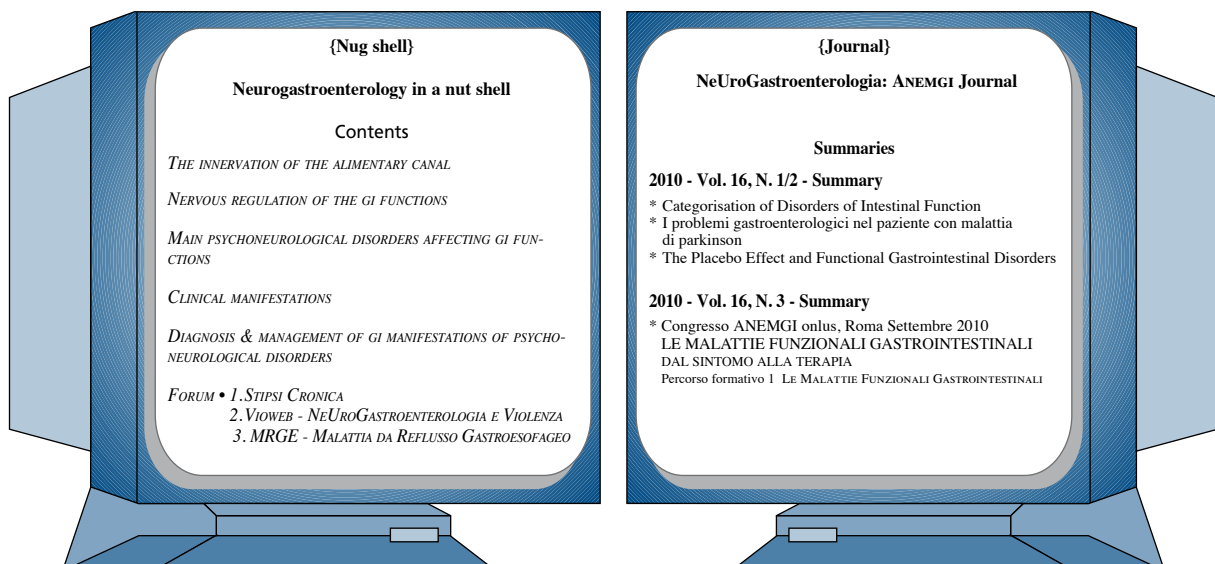 {Nug shell}
Neurogastroenterology in a nut shell
Contents
THE INNERVATION OF THE ALIMENTARY CANAL
NERVOUS REGULATION OF THE GI FUNCTIONS
MAIN PSYCHONEUROLOGICAL DISORDERS AFFECTING GI FUN-
CTIONS
CLINICAL MANIFESTATIONS
DIAGNOSIS & MANAGEMENT OF GI MANIFESTATIONS OF PSYCHO-
NEUROLOGICAL DISORDERS
FORUM • 1. STIPSI CRONICA
2. VIOWEB - NEUROGASTROENTEROLOGIA E VIOLENZA
3. MRGE - MALATTIA DA REFLUSSO GASTROESOFAGEO
{Journal}
NeUroGastroenterologia: ANEMGI Journal
Summaries
2010 - Vol. 16, N. 1/2 - Summary
* Categorisation of Disorders of Intestinal Function
* I problemi gastroenterologici nel paziente con malattia
di parkinson
* The Placebo Effect and Functional Gastrointestinal Disorders
2010 - Vol. 16, N. 3 - Summary
* Congresso ANEMGI onlus, Roma Settembre 2010
LE MALATTIE FUNZIONALI GASTROINTESTINALI
DAL SINTOMO ALLA TERAPIA
Percorso formativo 1 LE MALATTIE FUNZIONALI GASTROINTESTINALI